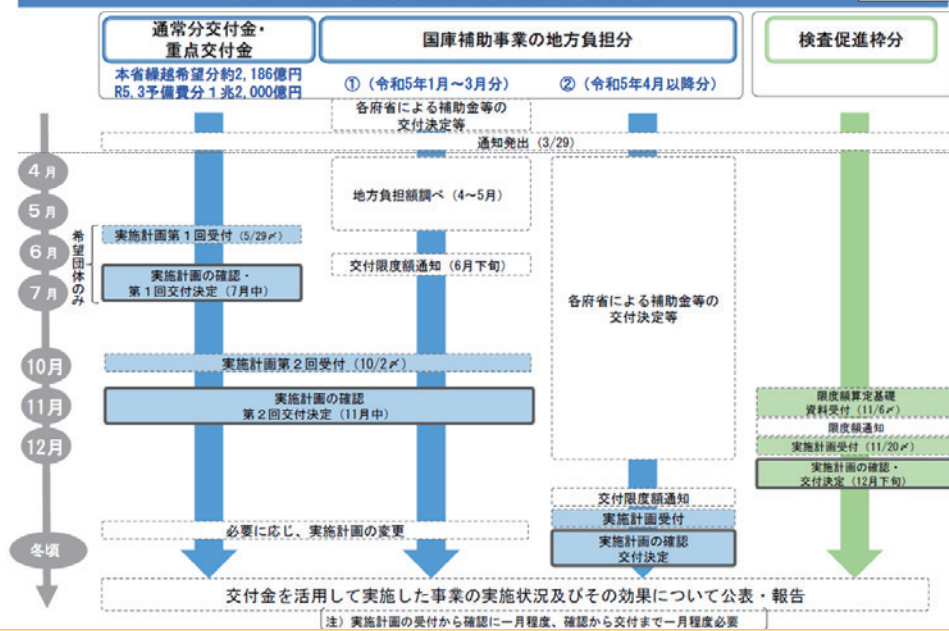 通常分交付金・
重点交付金
本省繰越希望分約2,186億円
R5.3予備費分1兆2,000億円
国庫補助事業の地方負担分
①（令和5年1月～3月分）
②（令和5年4月以降分）
検査促進枠分
各府省による補助金等の
交付決定等
通知発出（3/29）
4月
5月
6月
7月
10月
11月
12月
冬頃
希望団体のみ
地方負担額調べ（4～5月）
実施計画第1回受付（5/29〆）
交付限度額通知（6月下旬）
実施計画の確認・
第1回交付決定（7月中）
各府省による補助金等の
交付決定等
実施計画第2回受付（10/2〆）
実施計画の確認
第2回交付決定（11月中）
限度額算定基礎
資料受付（11/6〆）
限度額通知
実施計画受付（11/20〆）
実施計画の確認・
交付決定（12月下旬）
交付限度額通知
実施計画受付
実施計画の確認
交付決定
必要に応じ、実施計画の変更
交付金を活用して実施した事業の実施状況及びその効果について公表・報告
注）実施計画の受付から確認に一月程度、確認から交付まで一月程度必要